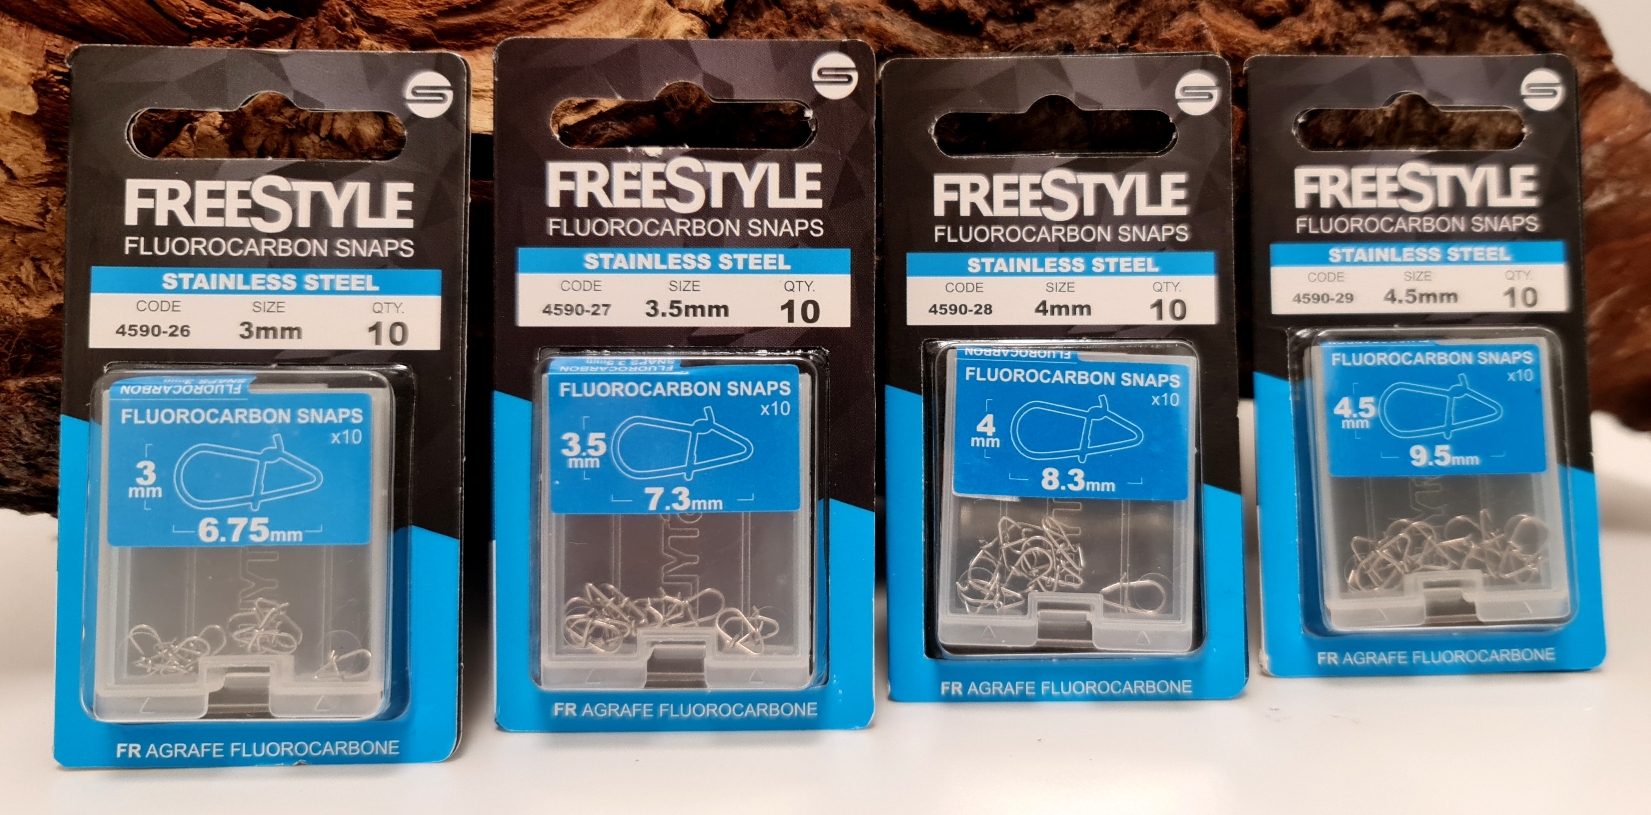 S
FREESTYLE
FLUOROCARBON SNAPS
STAINLESS STEEL
CODE SIZE QTY.
4590-26 3mm 10
FLUOROCARBON
SNAPS 3mm
FLUOROCARBON SNAPS
x10
3
mm
6.75mm
FR AGRAFE FLUOROCARBONE
S
FREESTYLE
FLUOROCARBON SNAPS
STAINLESS STEEL
CODE SIZE QTY.
4590-27 3.5mm 10
FLUOROCARBON SNAPS
x10
3.5
mm
7.3mm
FR AGRAFE FLUOROCARBONE
S
FREESTYLE
FLUOROCARBON SNAPS
STAINLESS STEEL
CODE SIZE QTY.
4590-28 4mm 10
FLUOROCARBON
FLUOROCARBON SNAPS
x10
4
mm
8.3mm
FR AGRAFE FLUOROCARBONE
S
FREESTYLE
FLUOROCARBON SNAPS
STAINLESS STEEL
CODE SIZE QTY.
4590-29 4.5mm 10
FLUOROCARBON SNAPS
x10
4.5
mm
9.5mm
FR AGRAFE FLUOROCARBONE